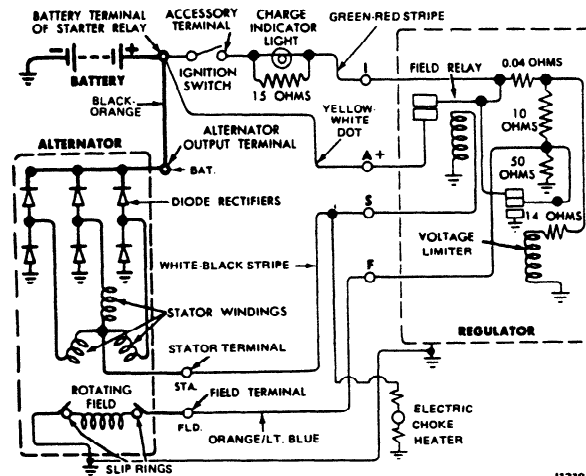 BATTERY TERMINAL
OF STARTER RELAY
ACCESSORY
TERMINAL
CHARGE
INDICATOR
LIGHT
GREEN-RED STRIPE
BATTERY
IGNITION
SWITCH
15 OHMS
I
FIELD RELAY
0.04 OHMS
BLACK-
ORANGE
YELLOW-
WHITE
DOT
10
OHMS
ALTERNATOR
ALTERNATOR
OUTPUT TERMINAL
BAT.
A+
50
OHMS
DIODE RECTIFIERS
S
14 OHMS
VOLTAGE
LIMITER
WHITE-BLACK STRIPE
F
STATOR WINDINGS
REGULATOR
STATOR TERMINAL
STA.
ROTATING
FIELD
FIELD TERMINAL
FLD.
ORANGE/LT. BLUE
ELECTRIC
CHOKE
HEATER
SLIP RINGS